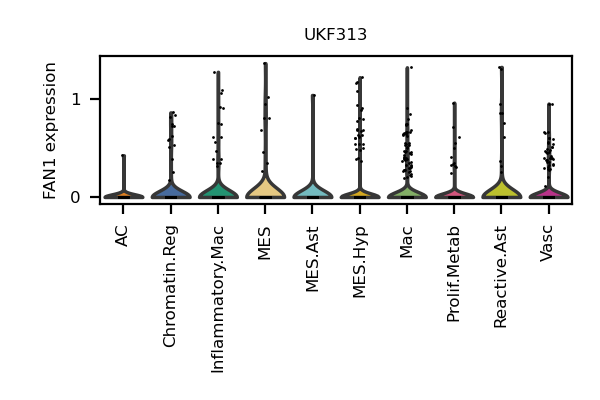 UKF313
FAN1 expression
1
0
AC
Chromatin.Reg
Inflammatory.Mac
MES
MES.Ast
MES.Hyp
Mac
Prolif.Metab
Reactive.Ast
Vasc